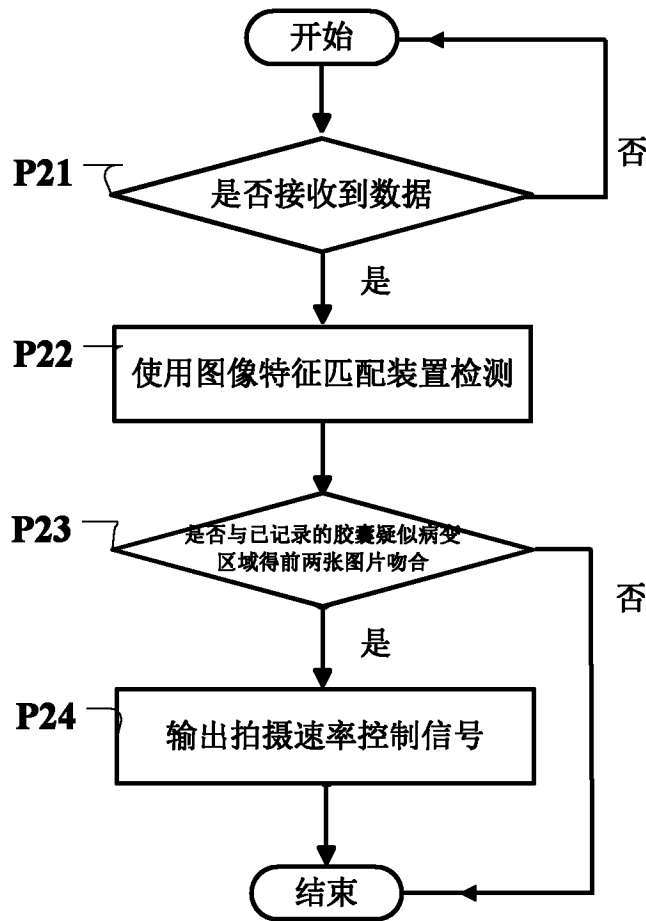 开始
否
P21
是否接收到数据
是
P22
使用图像特征匹配装置检测
P23
是否与已记录的胶囊疑似病变
区域得前两张图片吻合
否
是
P24
输出拍摄速率控制信号
结束